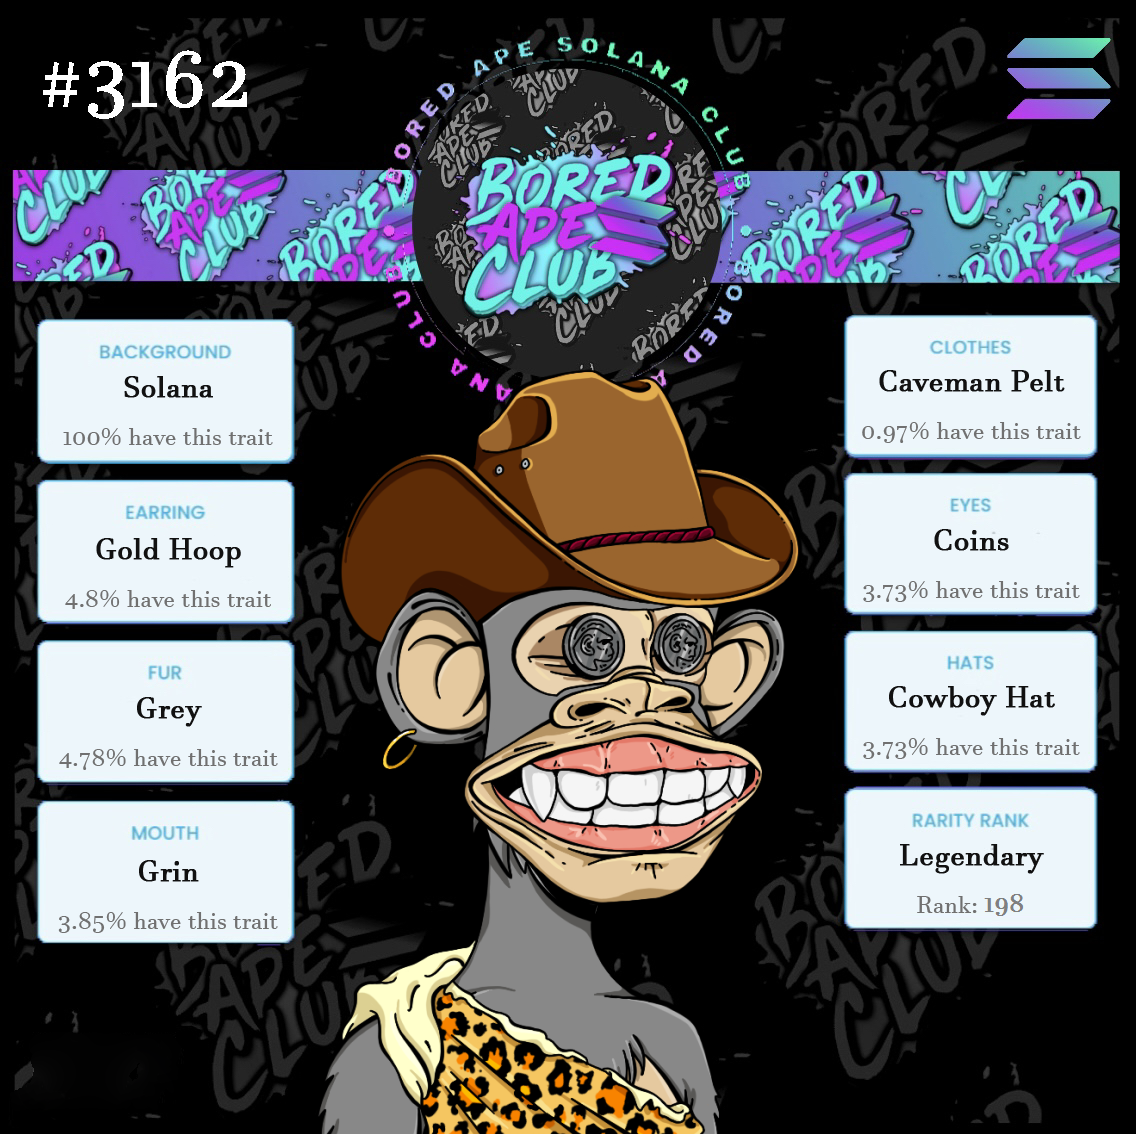 #3162
BORED APE SOLANA CLUB
BORED
APE
CLUB
BACKGROUND
Solana
100% have this trait
EARRING
Gold Hoop
4.8% have this trait
FUR
Grey
4.78% have this trait
MOUTH
Grin
3.85% have this trait
CLOTHES
Caveman Pelt
0.97% have this trait
EYES
Coins
3.73% have this trait
HATS
Cowboy Hat
3.73% have this trait
RARITY RANK
Legendary
Rank: 198